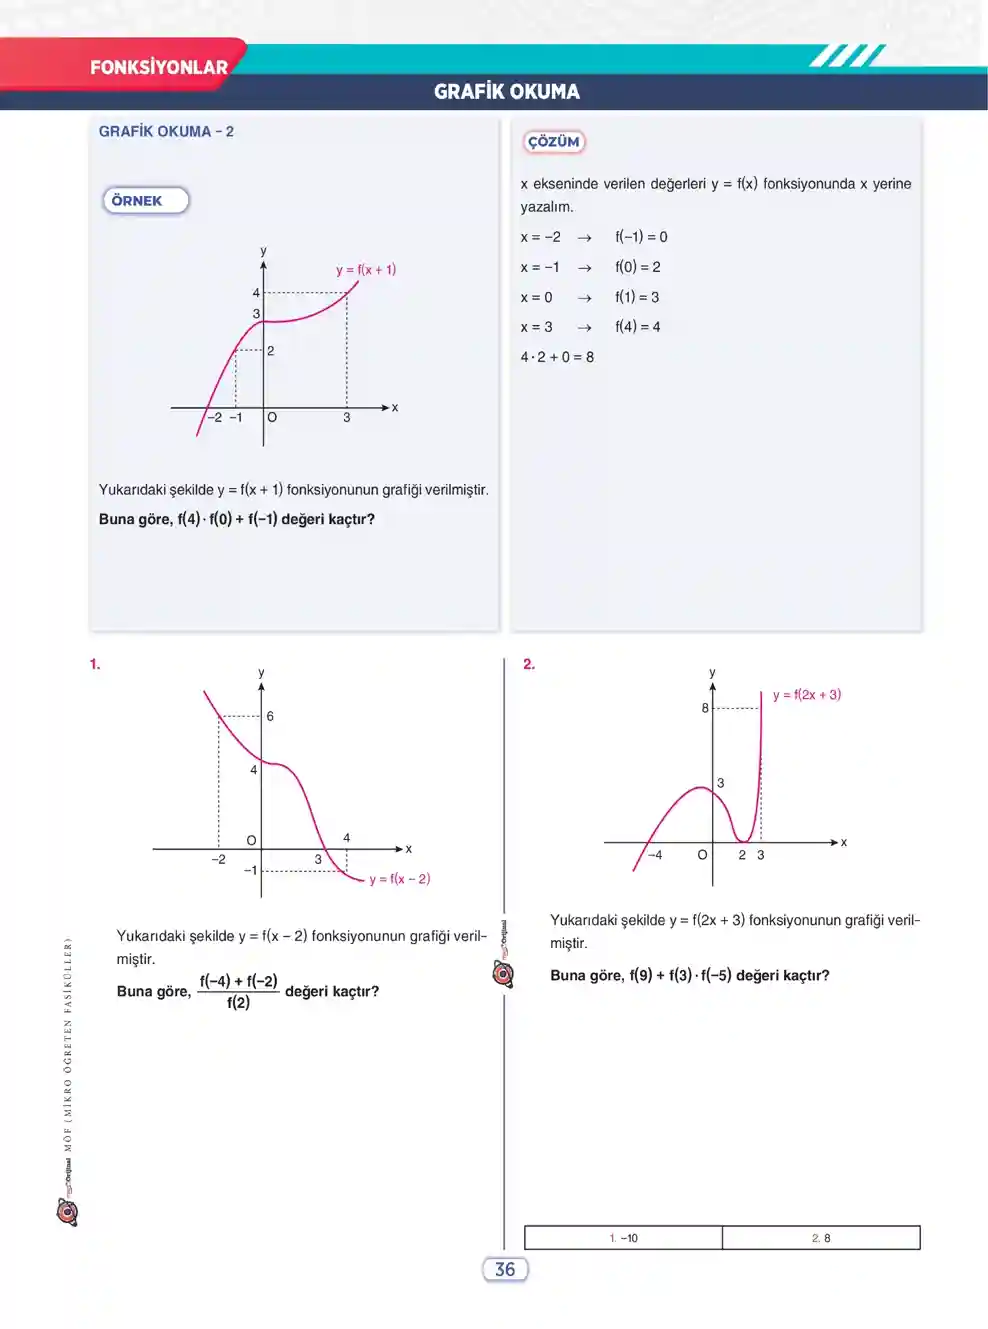 FONKSİYONLAR
GRAFİK OKUMA
GRAFİK OKUMA – 2
ÖRNEK
y
y = f(x + 1)
4
3
2
x
–2 –1 O 3
Yukarıdaki şekilde y = f(x + 1) fonksiyonunun grafiği verilmiştir.
Buna göre, f(4) · f(0) + f(–1) değeri kaçtır?
ÇÖZÜM
x ekseninde verilen değerleri y = f(x) fonksiyonunda x yerine
yazalım.
x = –2 → f(–1) = 0
x = –1 → f(0) = 2
x = 0 → f(1) = 3
x = 3 → f(4) = 4
4 · 2 + 0 = 8
1.
y
6
4
O 4
x
–2 3
–1
y = f(x – 2)
Yukarıdaki şekilde y = f(x – 2) fonksiyonunun grafiği veril-
miştir.
Buna göre, f(–4) + f(–2) / f(2) değeri kaçtır?
2.
y
y = f(2x + 3)
8
3
x
–4 O 2 3
Yukarıdaki şekilde y = f(2x + 3) fonksiyonunun grafiği veril-
miştir.
Buna göre, f(9) + f(3) · f(–5) değeri kaçtır?
Orijinal
Orijinal MÖF (MİKRO ÖĞRETEN FASİKÜLLER)
1. –10 2. 8
36